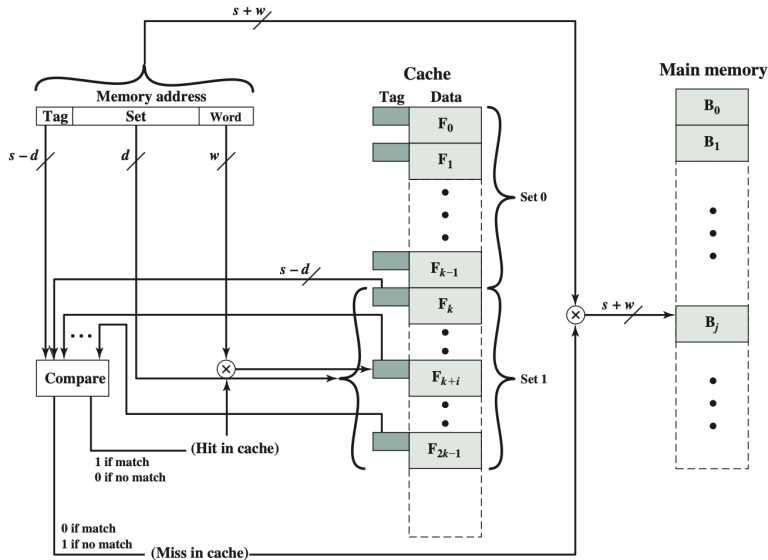 s + w
Cache
Main memory
Memory address
Tag Data
Tag Set Word
B0
F0
B1
s – d
d
w
F1
Set 0
s – d
Fk–1
Fk
s + w
Bj
Compare
Fk+i
Set 1
(Hit in cache)
1 if match
0 if no match
F2k–1
0 if match
1 if no match
(Miss in cache)